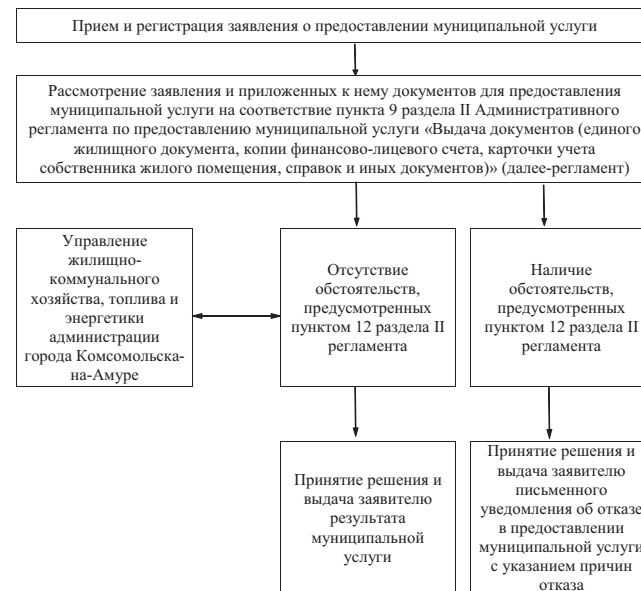 Прием и регистрация заявления о предоставлении муниципальной услуги
Рассмотрение заявления и приложенных к нему документов для предоставления
муниципальной услуги на соответствие пункта 9 раздела II Административного
регламента по предоставлению муниципальной услуги «Выдача документов (единого
жилищного документа, копии финансово-лицевого счета, карточки учета
собственника жилого помещения, справок и иных документов)» (далее-регламент)
Управление
жилищно-
коммунального
хозяйства, топлива и
энергетики
администрации
города Комсомольска-
на-Амуре
Отсутствие
обстоятельств,
предусмотренных
пунктом 12 раздела II
регламента
Наличие
обстоятельств,
предусмотренных
пунктом 12 раздела II
регламента
Принятие решения и
выдача заявителю
результата
муниципальной
услуги
Принятие решения и
выдача заявителю
письменного
уведомления об отказе
в предоставлении
муниципальной услуги
с указанием причин
отказа